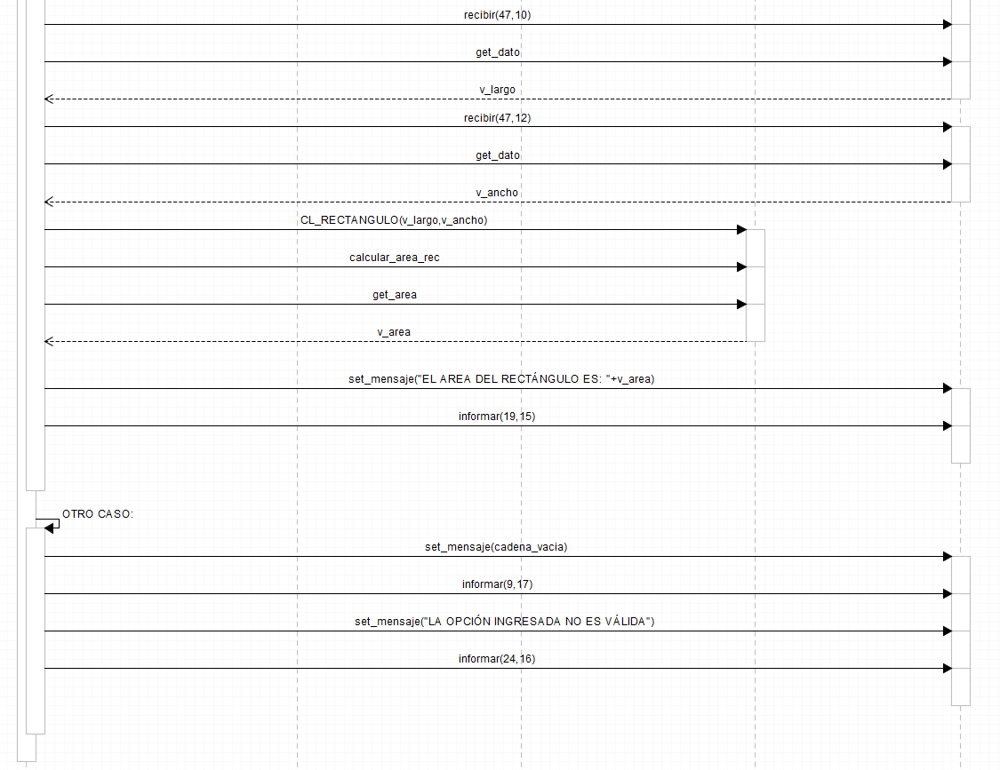 recibir(47,10)
get_dato
v_largo
recibir(47,12)
get_dato
v_ancho
CL_RECTANGULO(v_largo,v_ancho)
calcular_area_rec
get_area
v_area
set_mensaje("EL AREA DEL RECTÁNGULO ES: "+v_area)
informar(19,15)
OTRO CASO:
set_mensaje(cadena_vacia)
informar(9,17)
set_mensaje("LA OPCIÓN INGRESADA NO ES VÁLIDA")
informar(24,16)